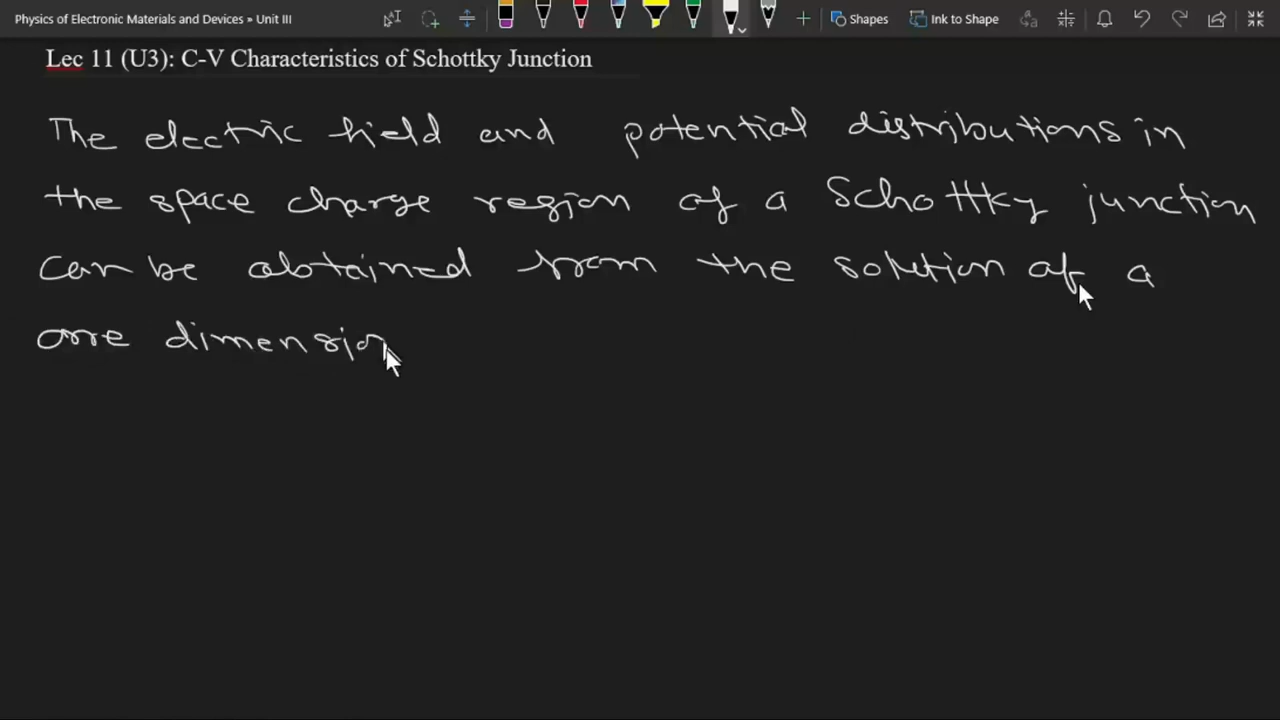 Physics of Electronic Materials and Devices » Unit III
Shapes
Ink to Shape
Lec 11 (U3): C-V Characteristics of Schottky Junction
The electric field and potential distributions in
the space charge region of a Schottky junction
can be obtained from the solution of a
one dimension